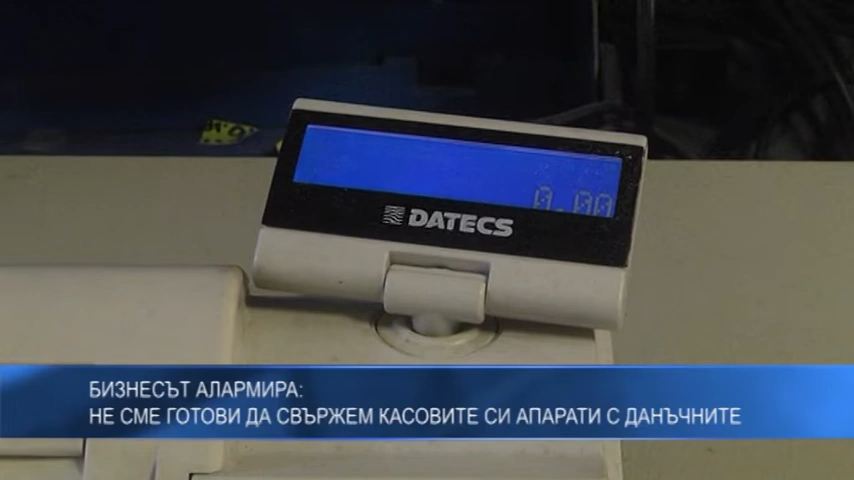 0.00
DATECS
БИЗНЕСЪТ АЛАРМИРА:
НЕ СМЕ ГОТОВИ ДА СВЪРЖЕМ КАСОВИТЕ СИ АПАРАТИ С ДАНЪЧНИТЕ